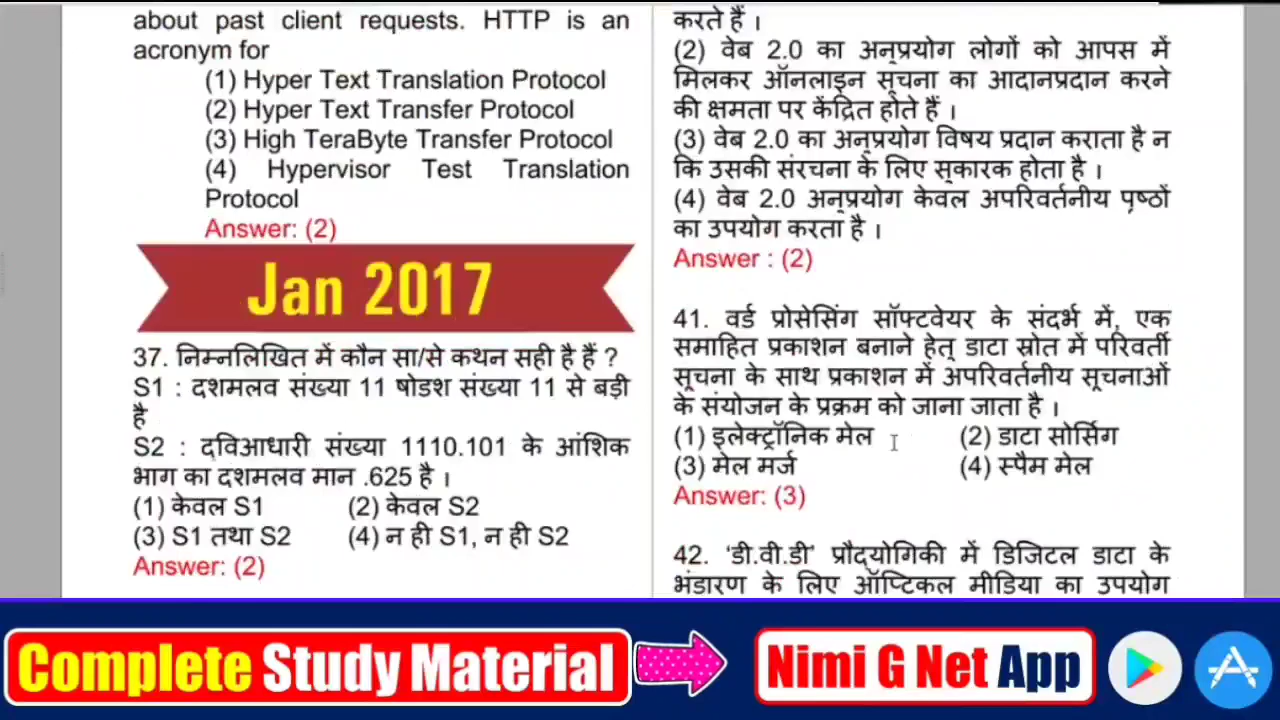 about past client requests. HTTP is an
acronym for
(1) Hyper Text Translation Protocol
(2) Hyper Text Transfer Protocol
(3) High TeraByte Transfer Protocol
(4) Hypervisor Test Translation
Protocol
Answer: (2)
Jan 2017
37. निम्नलिखित में कौन सा/से कथन सही है हैं ?
S1 : दशमलव संख्या 11 षोडश संख्या 11 से बड़ी
है
S2 : द्विआधारी संख्या 1110.101 के आंशिक
भाग का दशमलव मान .625 है ।
(1) केवल S1 (2) केवल S2
(3) S1 तथा S2 (4) न ही S1, न ही S2
Answer: (2)
करते हैं ।
(2) वेब 2.0 का अनुप्रयोग लोगों को आपस में
मिलकर ऑनलाइन सूचना का आदानप्रदान करने
की क्षमता पर केंद्रित होते हैं ।
(3) वेब 2.0 का अनुप्रयोग विषय प्रदान कराता है न
कि उसकी संरचना के लिए सुकारक होता है ।
(4) वेब 2.0 अनुप्रयोग केवल अपरिवर्तनीय पृष्ठों
का उपयोग करता है ।
Answer : (2)
41. वर्ड प्रोसेसिंग सॉफ्टवेयर के संदर्भ में, एक
समाहित प्रकाशन बनाने हेतु डाटा स्रोत में परिवर्ती
सूचना के साथ प्रकाशन में अपरिवर्तनीय सूचनाओं
के संयोजन के प्रक्रम को जाना जाता है ।
(1) इलेक्ट्रॉनिक मेल (2) डाटा सोर्सिंग
(3) मेल मर्ज (4) स्पैम मेल
Answer: (3)
42. 'डी.वी.डी' प्रौद्योगिकी में डिजिटल डाटा के
भंडारण के लिए ऑप्टिकल मीडिया का उपयोग
Complete Study Material
Nimi G Net App